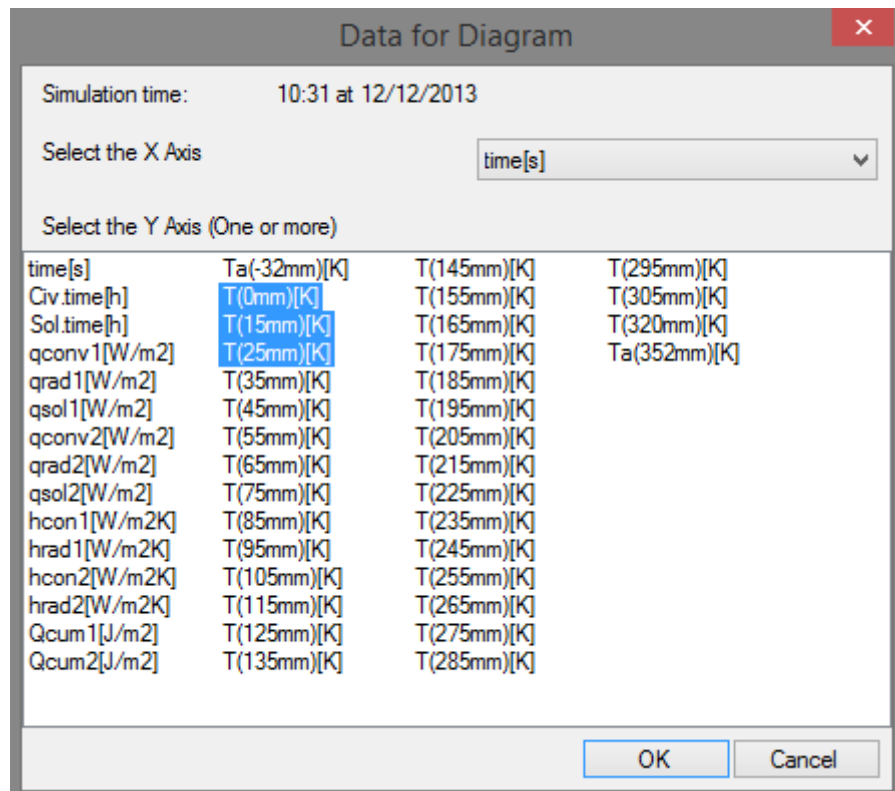 Data for Diagram
Simulation time: 10:31 at 12/12/2013
Select the X Axis time[s]
Select the Y Axis (One or more)
time[s] Ta(-32mm)[K] T(145mm)[K] T(295mm)[K]
Civ.time[h] T(0mm)[K] T(155mm)[K] T(305mm)[K]
Sol.time[h] T(15mm)[K] T(165mm)[K] T(320mm)[K]
qconv1[W/m2] T(25mm)[K] T(175mm)[K] Ta(352mm)[K]
qrad1[W/m2] T(35mm)[K] T(185mm)[K]
qsol1[W/m2] T(45mm)[K] T(195mm)[K]
qconv2[W/m2] T(55mm)[K] T(205mm)[K]
qrad2[W/m2] T(65mm)[K] T(215mm)[K]
qsol2[W/m2] T(75mm)[K] T(225mm)[K]
hcon1[W/m2K] T(85mm)[K] T(235mm)[K]
hrad1[W/m2K] T(95mm)[K] T(245mm)[K]
hcon2[W/m2K] T(105mm)[K] T(255mm)[K]
hrad2[W/m2K] T(115mm)[K] T(265mm)[K]
Qcum1[J/m2] T(125mm)[K] T(275mm)[K]
Qcum2[J/m2] T(135mm)[K] T(285mm)[K]
OK Cancel